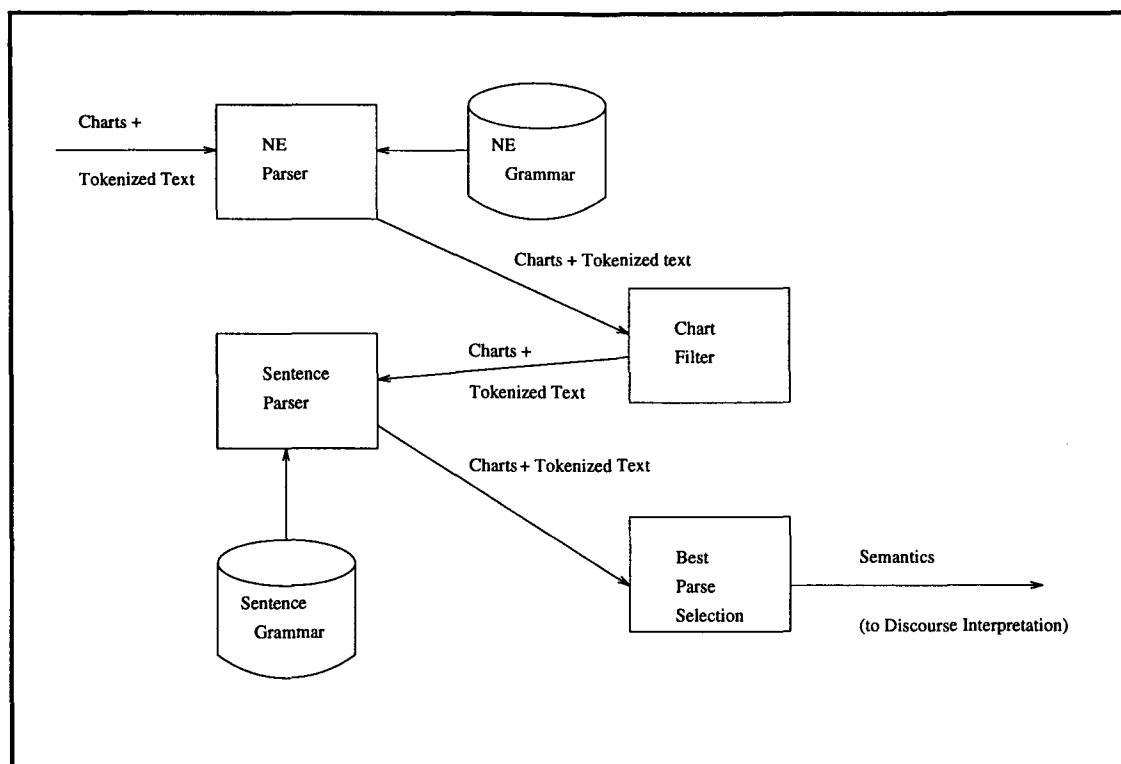 Charts +
Tokenized Text
NE
Parser
NE
Grammar
Charts + Tokenized text
Chart
Filter
Charts +
Tokenized Text
Sentence
Parser
Charts + Tokenized Text
Sentence
Grammar
Best
Parse
Selection
Semantics
(to Discourse Interpretation)